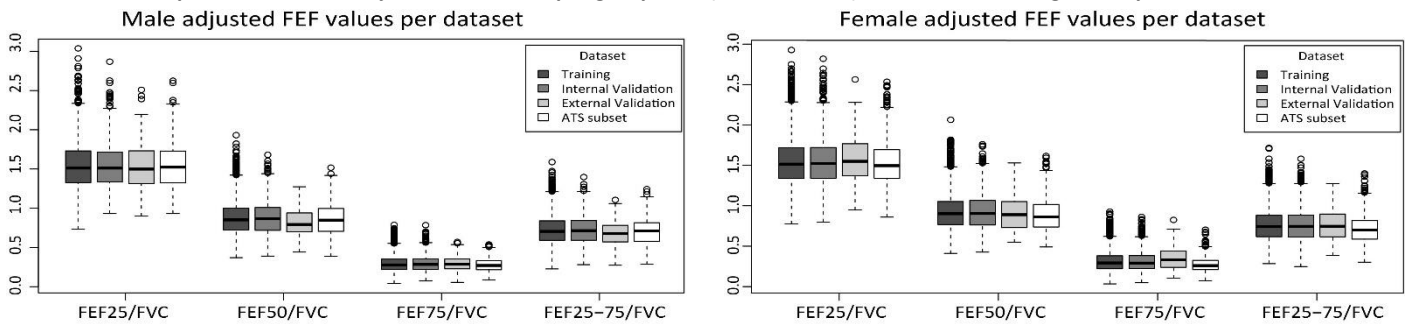 Male adjusted FEF values per dataset
3.0
2.5
2.0
1.5
1.0
0.5
0.0
Dataset
Training
Internal Validation
External Validation
ATS subset
FEF25/FVC FEF50/FVC FEF75/FVC FEF25−75/FVC
Female adjusted FEF values per dataset
3.0
2.5
2.0
1.5
1.0
0.5
0.0
Dataset
Training
Internal Validation
External Validation
ATS subset
FEF25/FVC FEF50/FVC FEF75/FVC FEF25−75/FVC